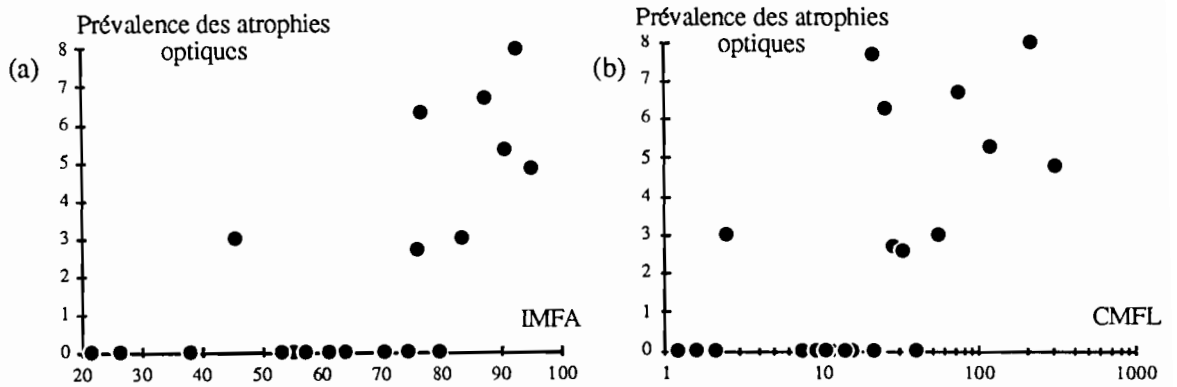 Prévalence des atrophies
optiques
(a)
8
7
6
5
4
3
2
1
0
IMFA
20 30 40 50 60 70 80 90 100
Prévalence des atrophies
optiques
(b)
8
7
6
5
4
3
2
1
0
CMFL
1 10 100 1000